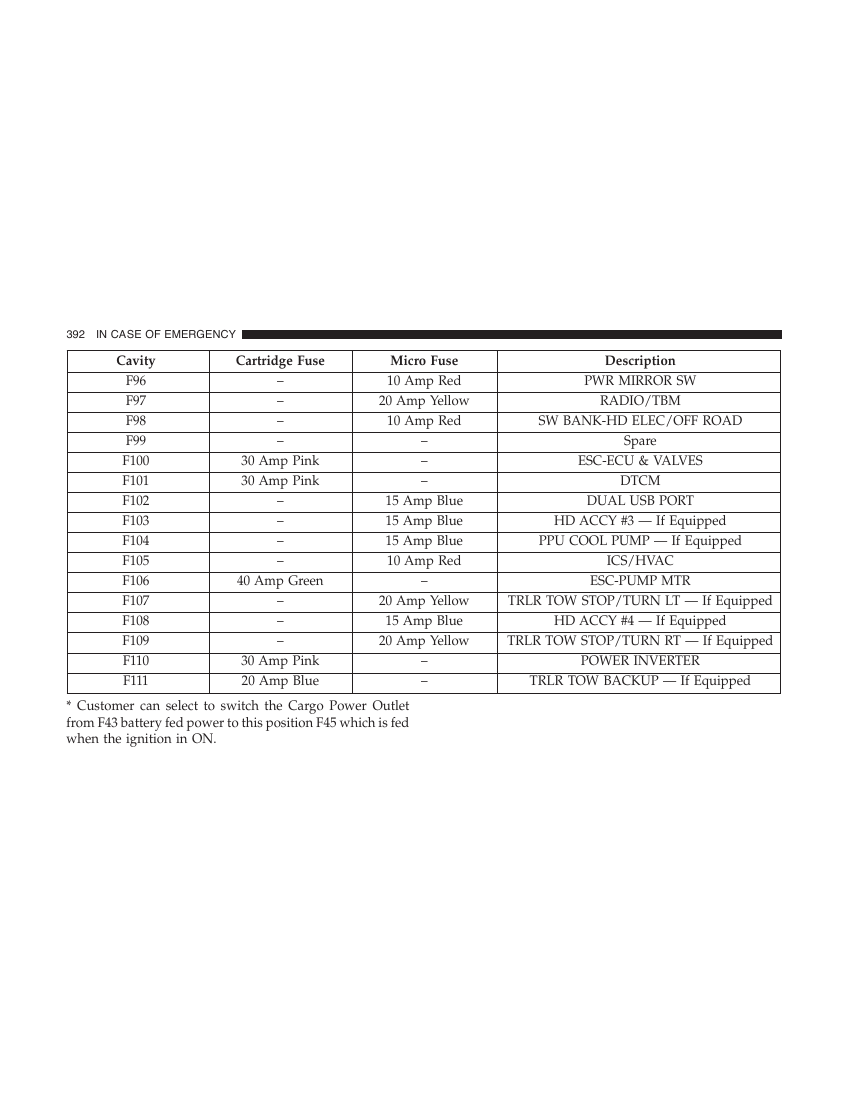 392 IN CASE OF EMERGENCY
Cavity Cartridge Fuse Micro Fuse Description
F96 – 10 Amp Red PWR MIRROR SW
F97 – 20 Amp Yellow RADIO/TBM
F98 – 10 Amp Red SW BANK-HD ELEC/OFF ROAD
F99 – – Spare
F100 30 Amp Pink – ESC-ECU & VALVES
F101 30 Amp Pink – DTCM
F102 – 15 Amp Blue DUAL USB PORT
F103 – 15 Amp Blue HD ACCY #3 — If Equipped
F104 – 15 Amp Blue PPU COOL PUMP — If Equipped
F105 – 10 Amp Red ICS/HVAC
F106 40 Amp Green – ESC-PUMP MTR
F107 – 20 Amp Yellow TRLR TOW STOP/TURN LT — If Equipped
F108 – 15 Amp Blue HD ACCY #4 — If Equipped
F109 – 20 Amp Yellow TRLR TOW STOP/TURN RT — If Equipped
F110 30 Amp Pink – POWER INVERTER
F111 20 Amp Blue – TRLR TOW BACKUP — If Equipped
* Customer can select to switch the Cargo Power Outlet
from F43 battery fed power to this position F45 which is fed
when the ignition in ON.